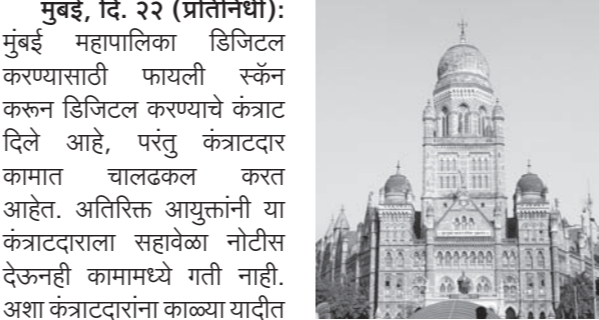 मुंबई, दि. २२ (प्रतिनिधी):
मुंबई महापालिका डिजिटल
करण्यासाठी फायली स्कॅन
करून डिजिटल करण्याचे कंत्राट
दिले आहे, परंतु कंत्राटदार
कामात चालढकल करत
आहेत. अतिरिक्त आयुक्तांनी या
कंत्राटदाराला सहावेळा नोटीस
देऊनही कामामध्ये गती नाही.
अशा कंत्राटदारांना काळ्या यादीत